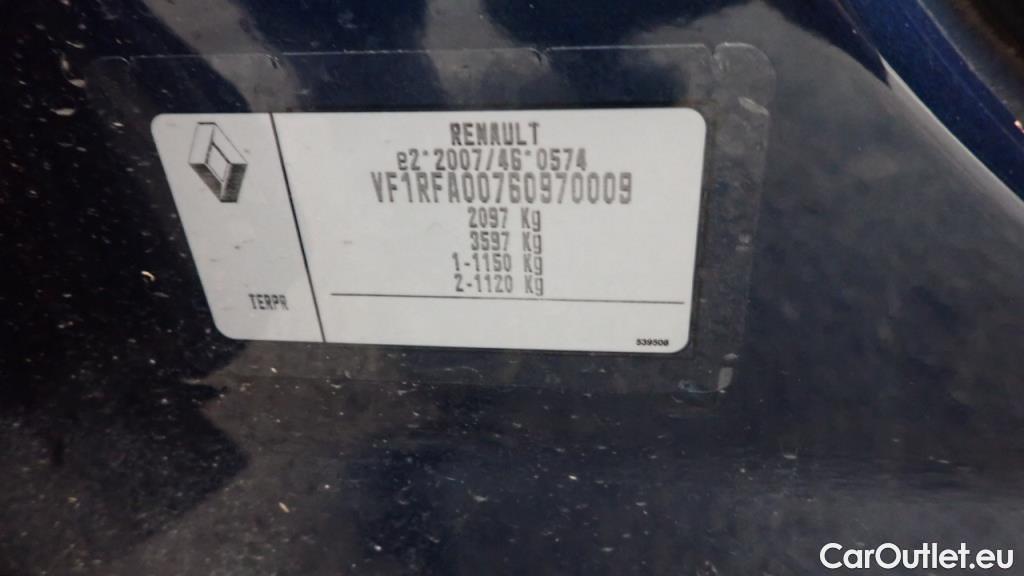 RENAULT
e2*2007/46*0574
VF1RFA00760970009
2097 Kg
3597 Kg
1-1150 Kg
2-1120 Kg
TERPR
539508
CarOutlet.eu